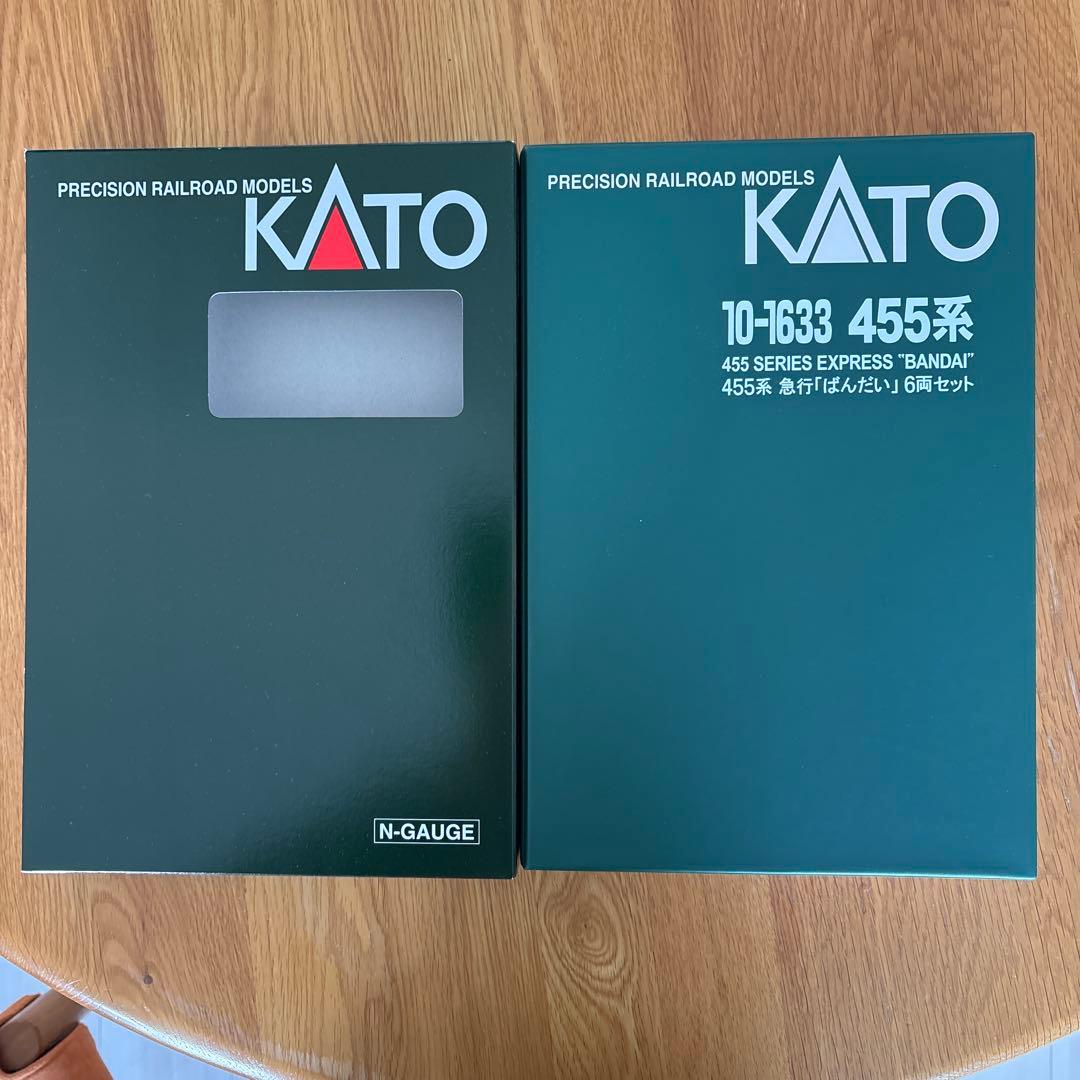 PRECISION RAILROAD MODELS
KATO
N-GAUGE
PRECISION RAILROAD MODELS
KATO
10-1633 455系
455 SERIES EXPRESS "BANDAI"
455系 急行「ばんだい」6両セット